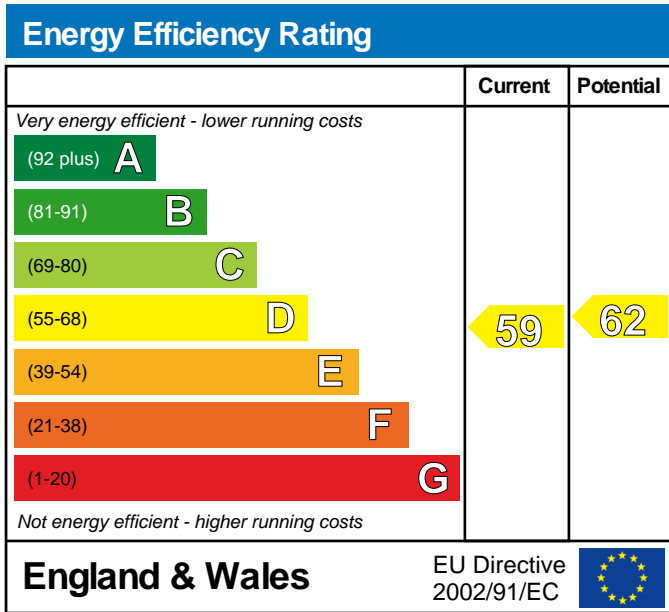 Energy Efficiency Rating
Current Potential
Very energy efficient - lower running costs
(92 plus) A
(81-91) B
(69-80) C
(55-68) D
59 62
(39-54) E
(21-38) F
(1-20) G
Not energy efficient - higher running costs
England & Wales
EU Directive
2002/91/EC